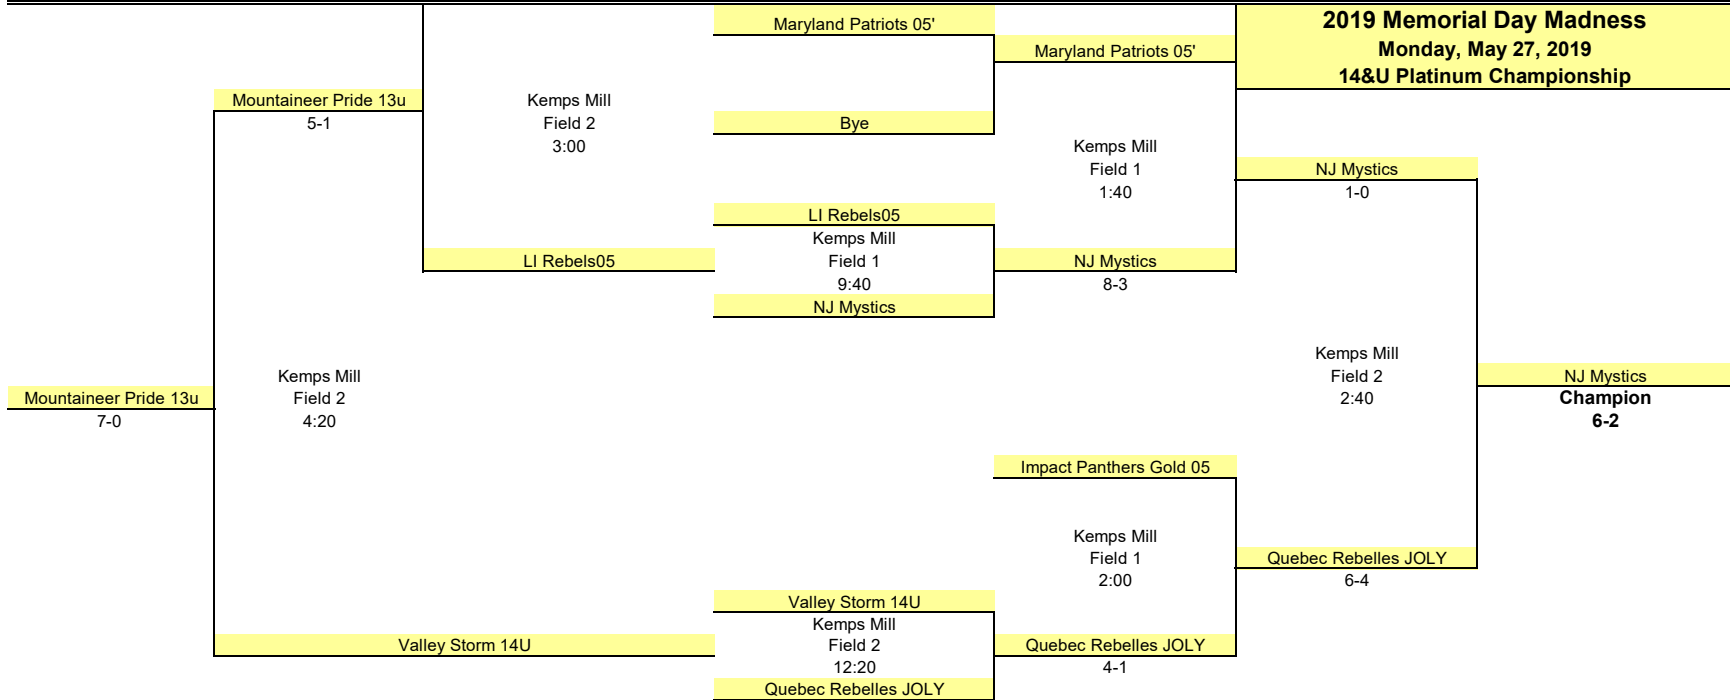 Maryland Patriots 05'
2019 Memorial Day Madness
Monday, May 27, 2019
14&U Platinum Championship
Maryland Patriots 05'
Mountaineer Pride 13u
5-1
Kemps Mill
Field 2
3:00
Bye
Kemps Mill
Field 1
1:40
NJ Mystics
1-0
LI Rebels05
Kemps Mill
Field 1
9:40
NJ Mystics
LI Rebels05
NJ Mystics
8-3
Kemps Mill
Field 2
4:20
Mountaineer Pride 13u
7-0
Kemps Mill
Field 2
2:40
NJ Mystics
Champion
6-2
Impact Panthers Gold 05
Kemps Mill
Field 1
2:00
Quebec Rebelles JOLY
6-4
Valley Storm 14U
Kemps Mill
Field 2
12:20
Quebec Rebelles JOLY
Valley Storm 14U
Quebec Rebelles JOLY
4-1